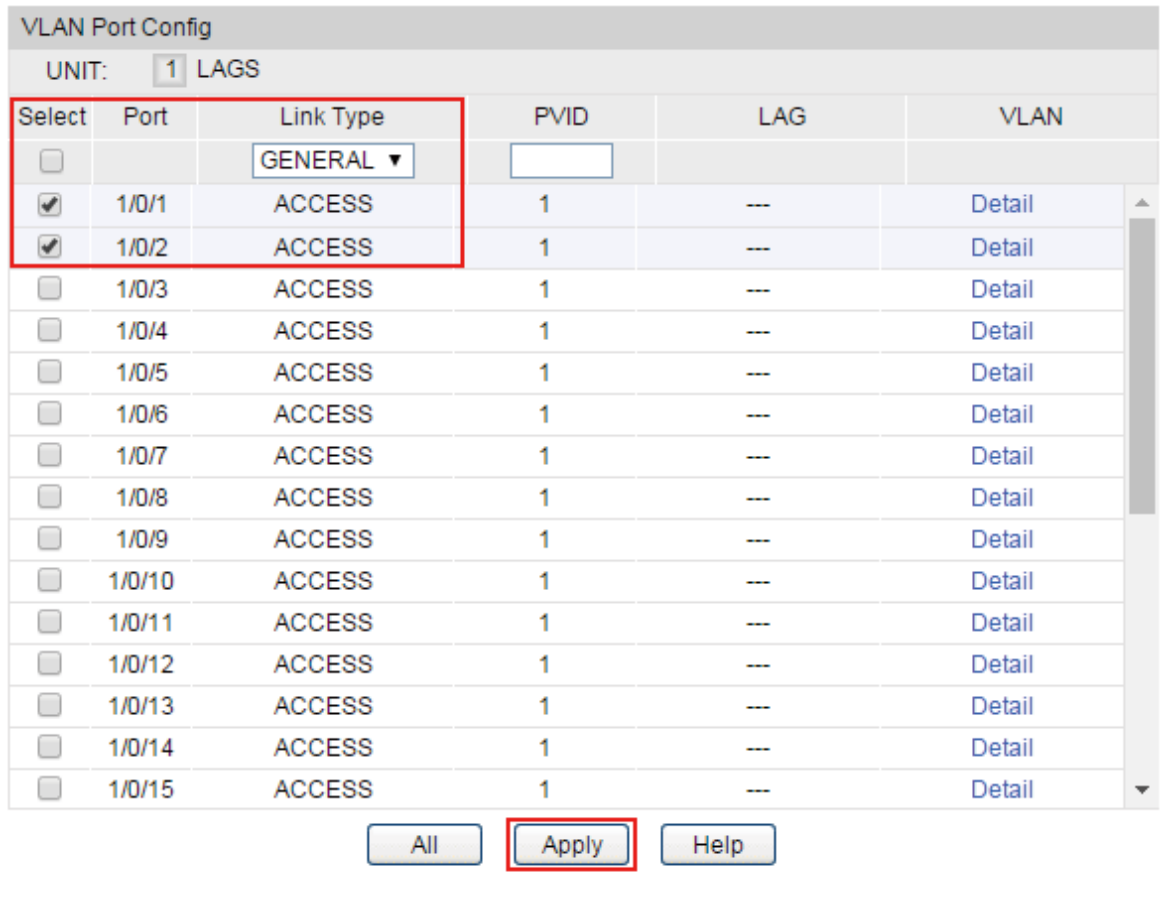 VLAN Port Config
UNIT: 1 LAGS
Select Port Link Type PVID LAG VLAN
GENERAL ▼
1/0/1 ACCESS 1 --- Detail
1/0/2 ACCESS 1 --- Detail
1/0/3 ACCESS 1 --- Detail
1/0/4 ACCESS 1 --- Detail
1/0/5 ACCESS 1 --- Detail
1/0/6 ACCESS 1 --- Detail
1/0/7 ACCESS 1 --- Detail
1/0/8 ACCESS 1 --- Detail
1/0/9 ACCESS 1 --- Detail
1/0/10 ACCESS 1 --- Detail
1/0/11 ACCESS 1 --- Detail
1/0/12 ACCESS 1 --- Detail
1/0/13 ACCESS 1 --- Detail
1/0/14 ACCESS 1 --- Detail
1/0/15 ACCESS 1 --- Detail
All Apply Help